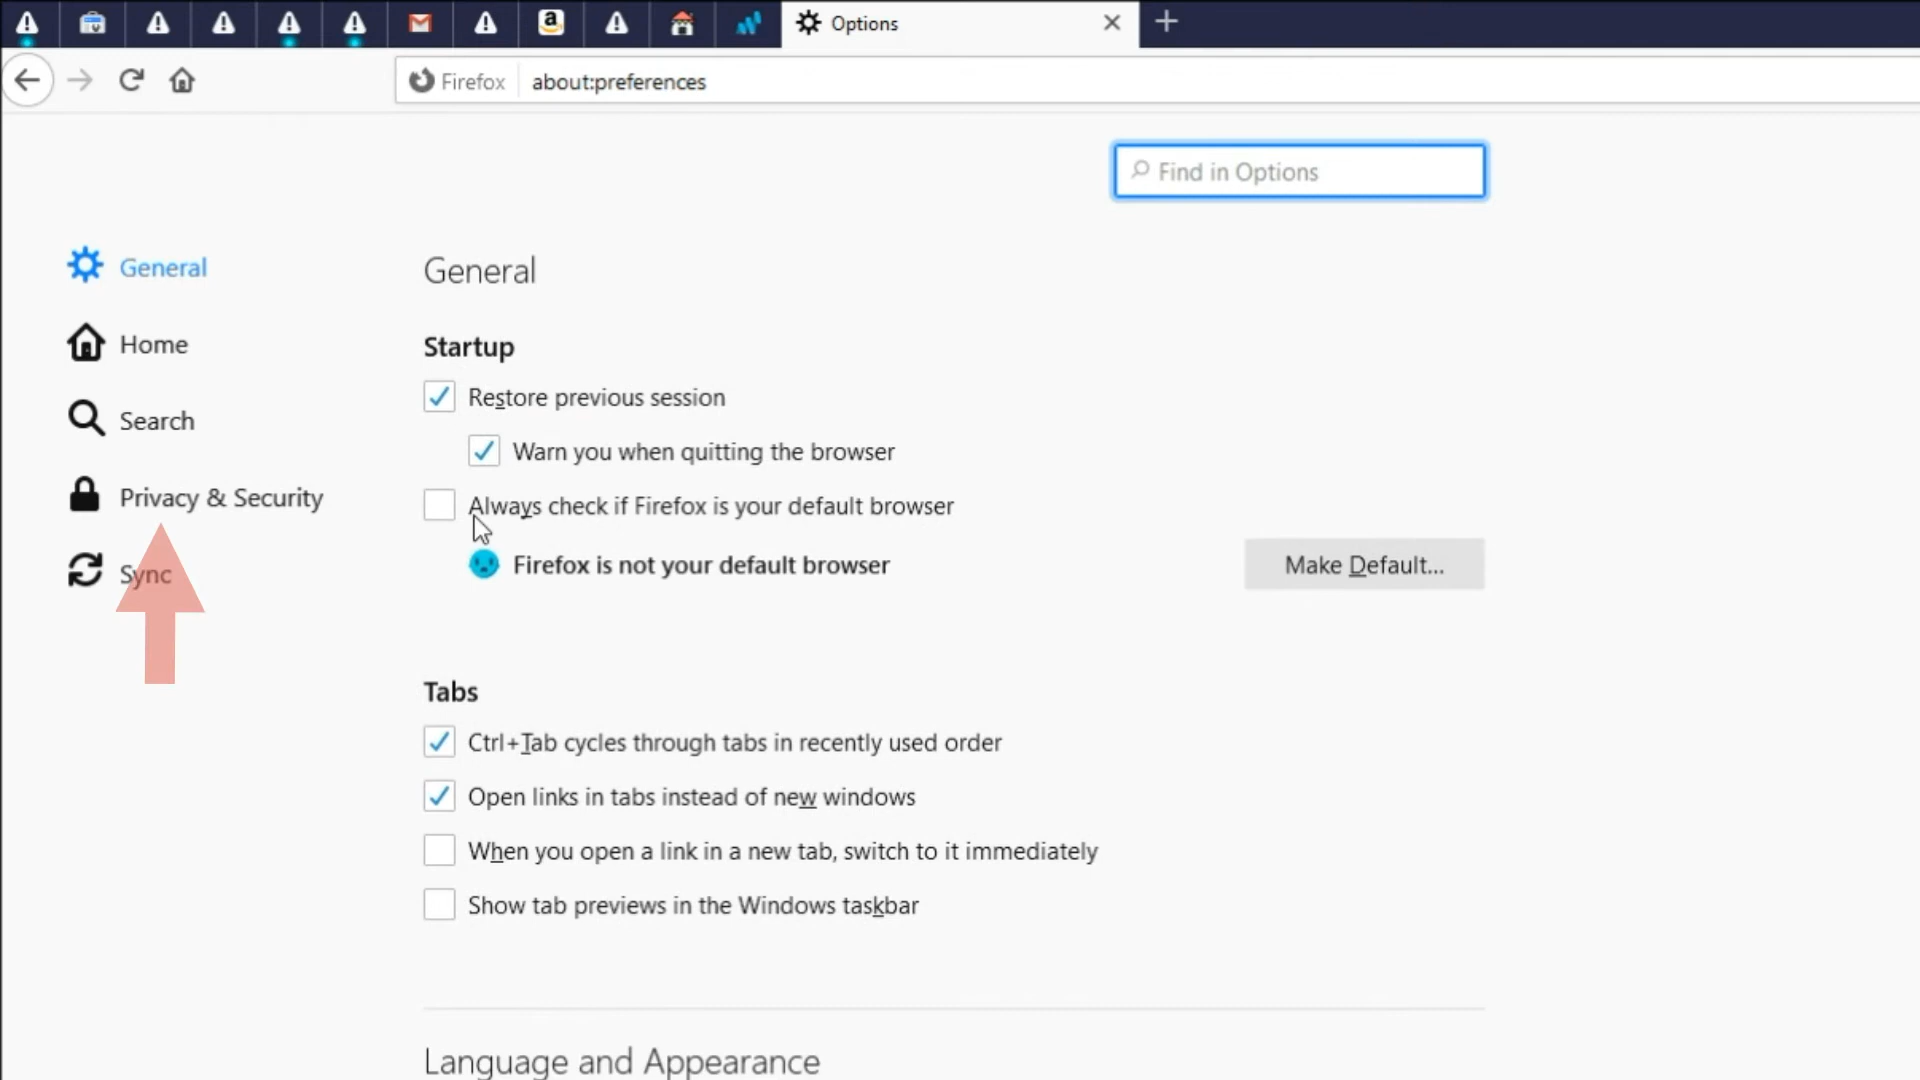 Options
Firefox about:preferences
Find in Options
General
Home
Search
Privacy & Security
Sync
General
Startup
Restore previous session
Warn you when quitting the browser
Always check if Firefox is your default browser
Firefox is not your default browser
Make Default...
Tabs
Ctrl+Tab cycles through tabs in recently used order
Open links in tabs instead of new windows
When you open a link in a new tab, switch to it immediately
Show tab previews in the Windows taskbar
Language and Appearance